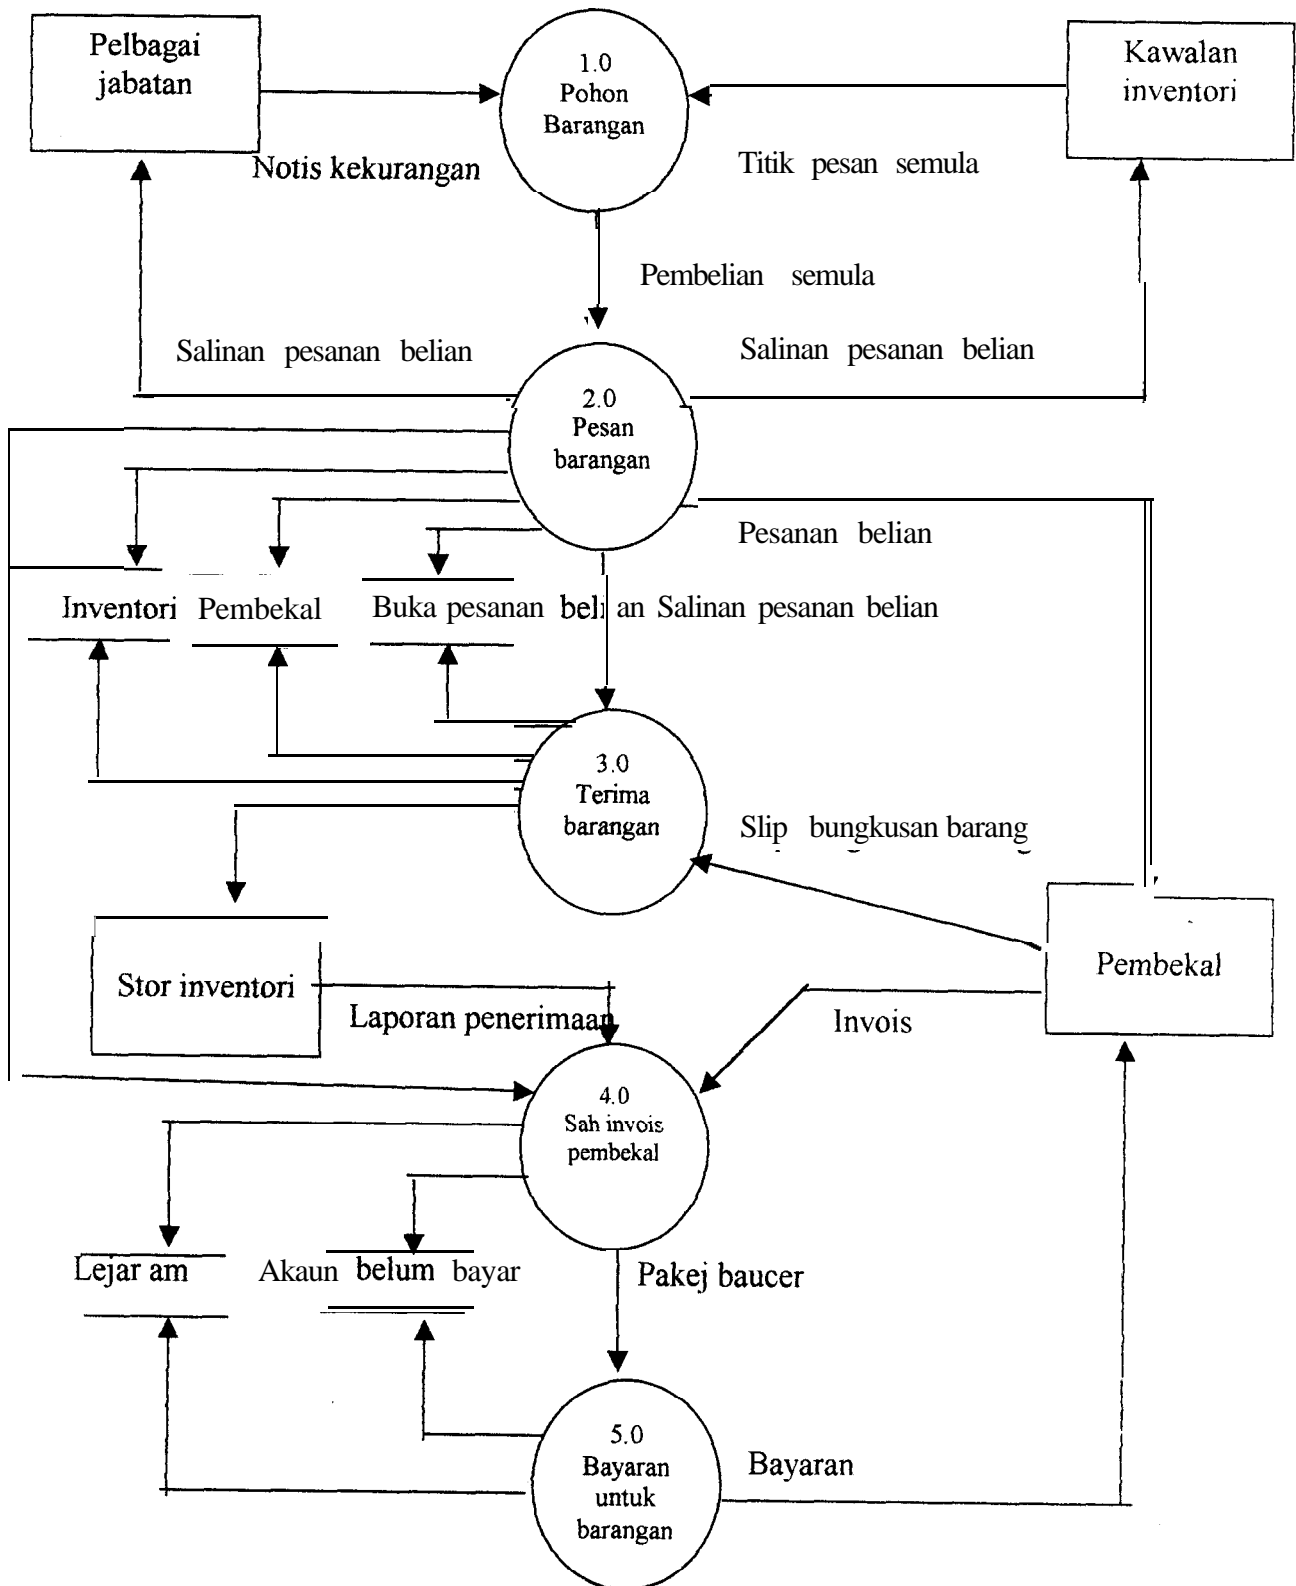 Pelbagai
jabatan
1.0
Pohon
Barangan
Kawalan
inventori
Notis kekurangan
Titik pesan semula
Pembelian semula
Salinan pesanan belian
Salinan pesanan belian
2.0
Pesan
barangan
Pesanan belian
Inventori
Pembekal
Buka pesanan belian
Salinan pesanan belian
3.0
Terima
barangan
Slip bungkusan barang
Stor inventori
Pembekal
Laporan penerimaan
Invois
4.0
Sah invois
pembekal
Lejar am
Akaun belum bayar
Pakej baucer
5.0
Bayaran
untuk
barangan
Bayaran